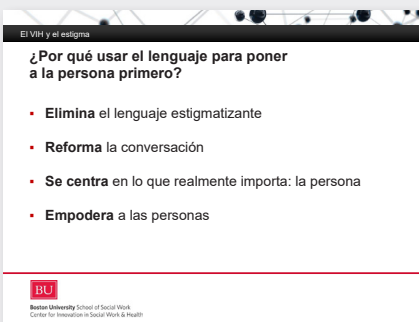 El VIH y el estigma
¿Por qué usar el lenguaje para poner
a la persona primero?
▪ Elimina el lenguaje estigmatizante
▪ Reforma la conversación
▪ Se centra en lo que realmente importa: la persona
▪ Empodera a las personas
BU
Boston University School of Social Work
Center for Innovation in Social Work & Health